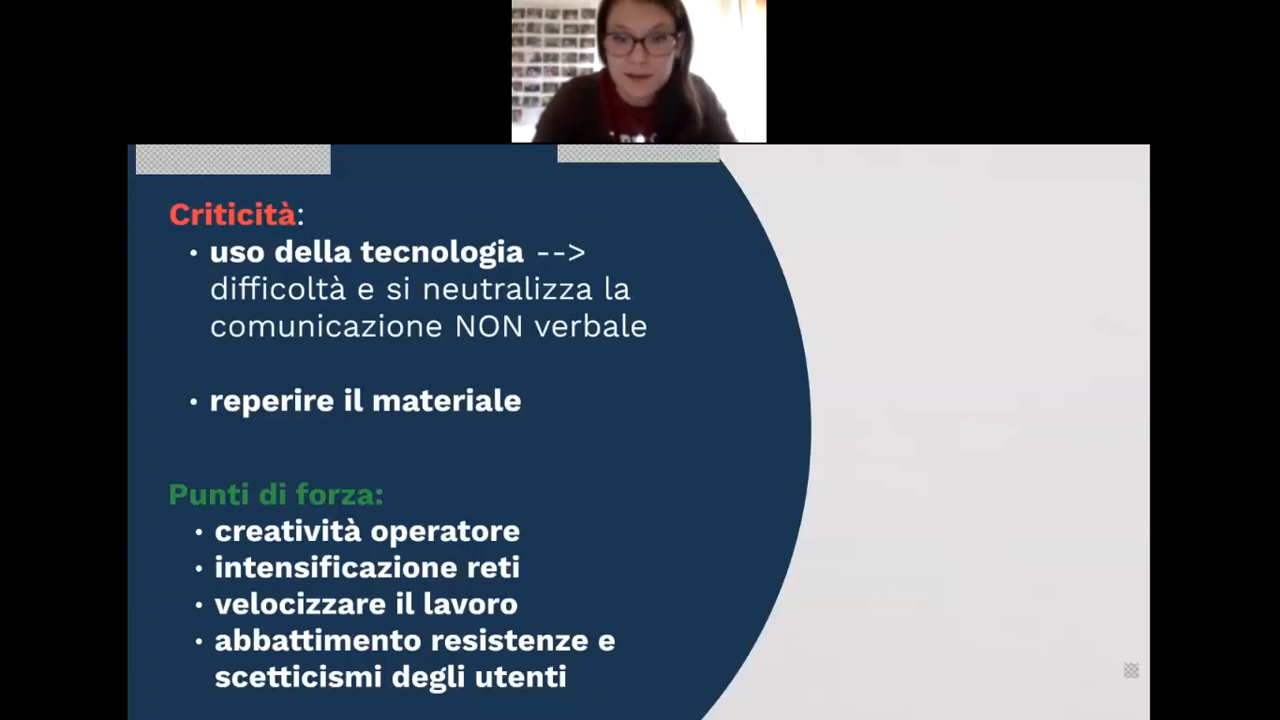 Criticità:
• uso della tecnologia -->
difficoltà e si neutralizza la
comunicazione NON verbale
• reperire il materiale
Punti di forza:
• creatività operatore
• intensificazione reti
• velocizzare il lavoro
• abbattimento resistenze e
scetticismi degli utenti